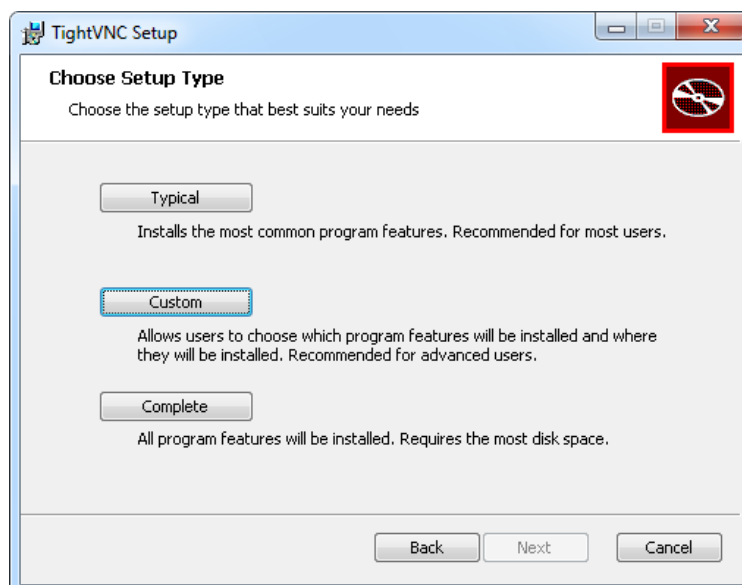 TightVNC Setup
Choose Setup Type
Choose the setup type that best suits your needs
Typical
Installs the most common program features. Recommended for most users.
Custom
Allows users to choose which program features will be installed and where
they will be installed. Recommended for advanced users.
Complete
All program features will be installed. Requires the most disk space.
Back Next Cancel